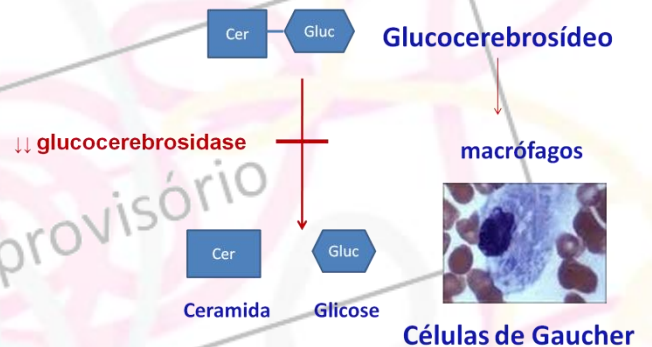 Cer
Gluc
Glucocerebrosídeo
↓↓ glucocerebrosidase
macrófagos
provisório
Cer
Gluc
Ceramida
Glicose
Células de Gaucher